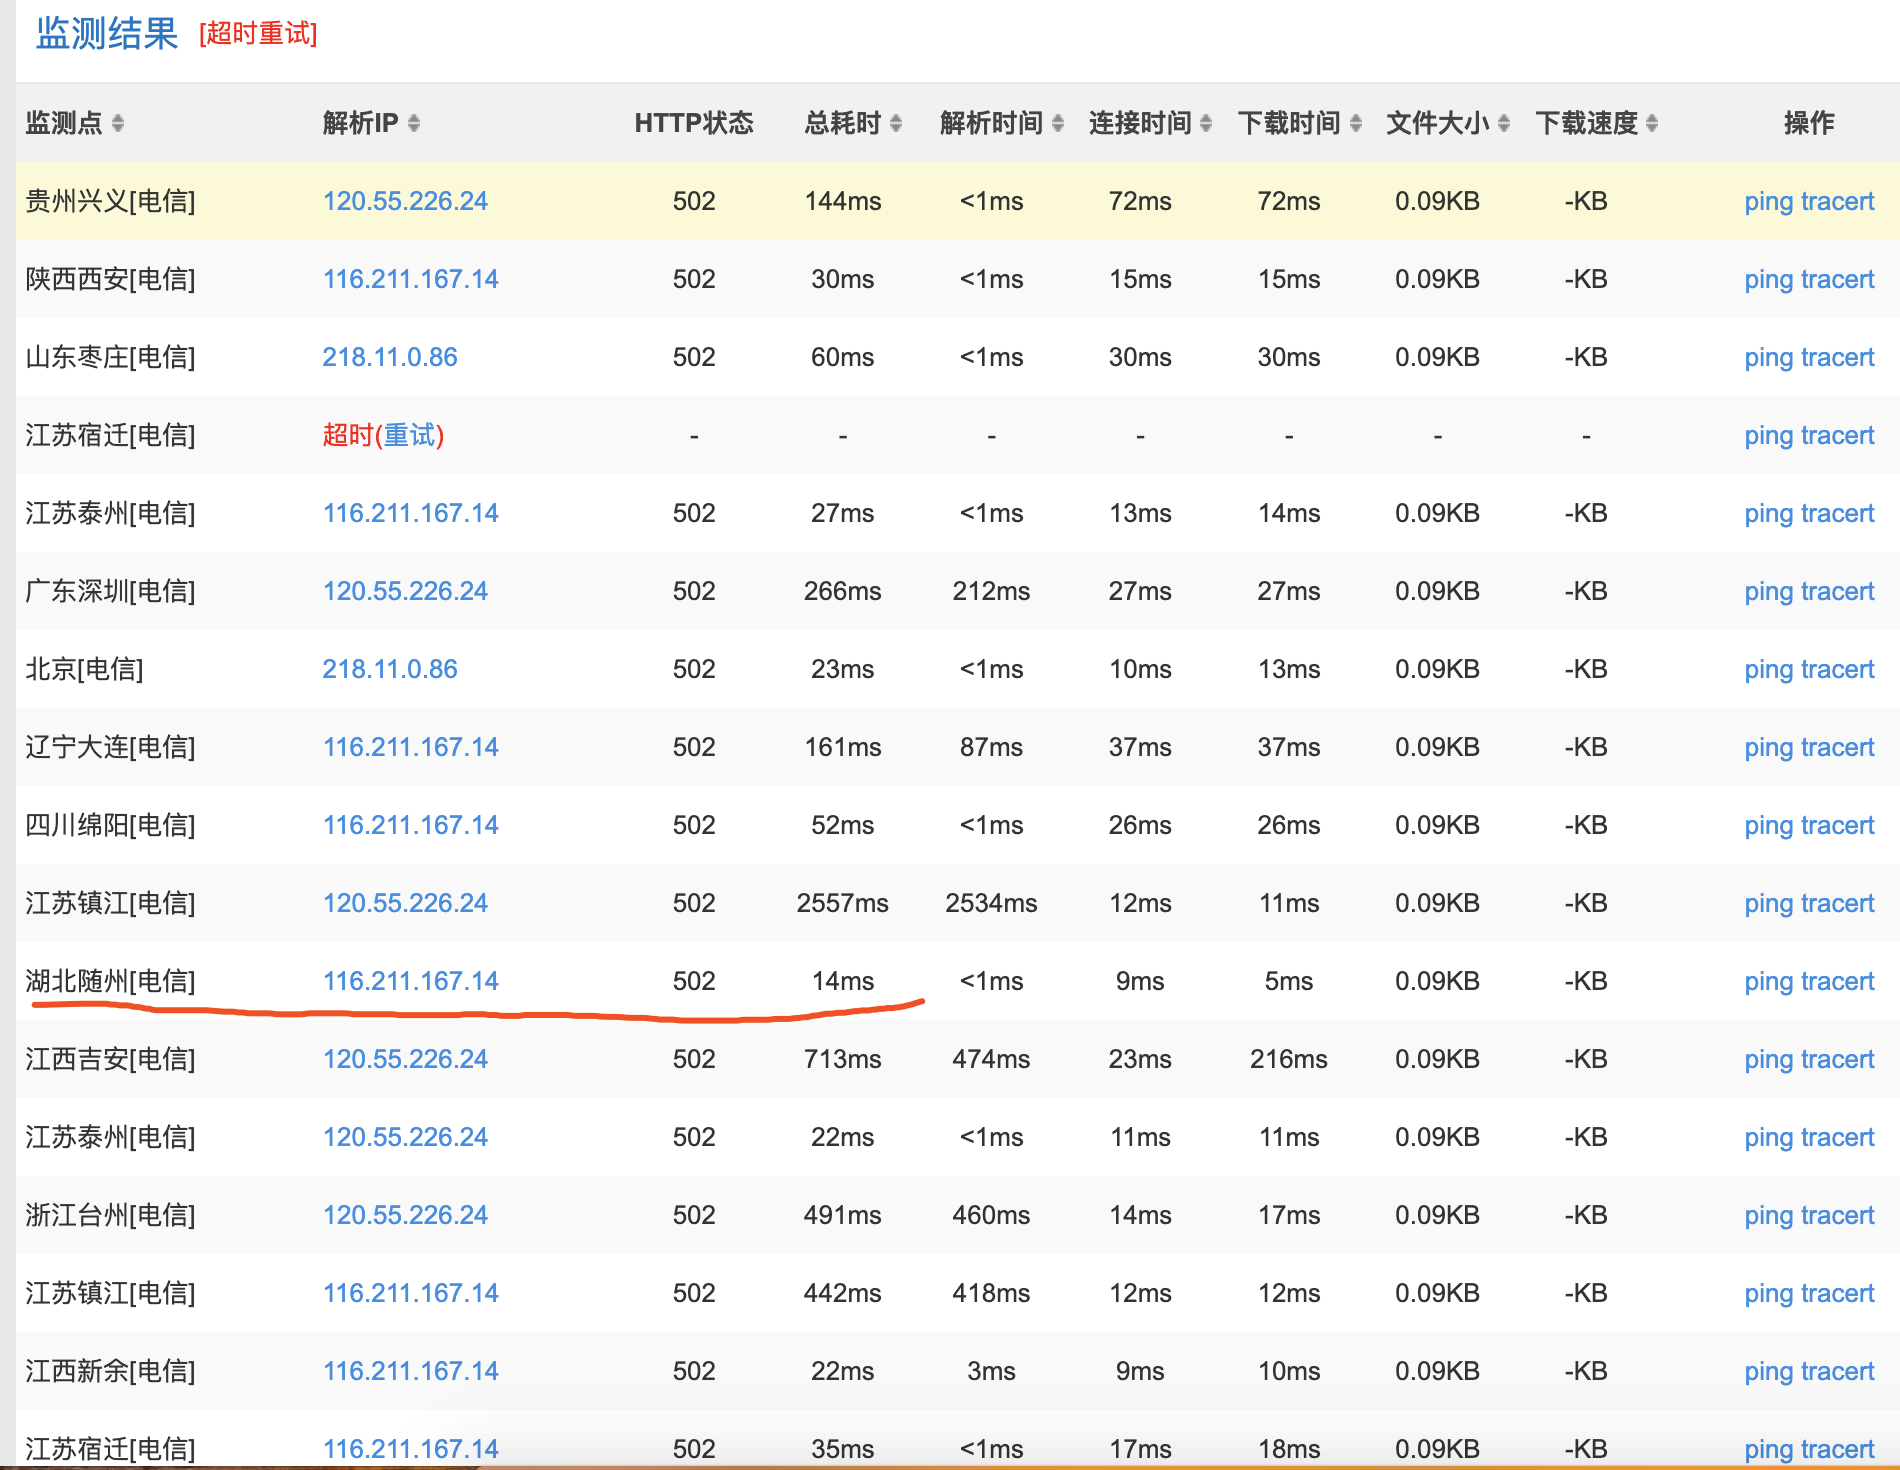 监测结果 [超时重试]
监测点 解析IP HTTP状态 总耗时 解析时间 连接时间 下载时间 文件大小 下载速度 操作
贵州兴义[电信] 120.55.226.24 502 144ms <1ms 72ms 72ms 0.09KB -KB ping tracert
陕西西安[电信] 116.211.167.14 502 30ms <1ms 15ms 15ms 0.09KB -KB ping tracert
山东枣庄[电信] 218.11.0.86 502 60ms <1ms 30ms 30ms 0.09KB -KB ping tracert
江苏宿迁[电信] 超时(重试) - - - - - - - ping tracert
江苏泰州[电信] 116.211.167.14 502 27ms <1ms 13ms 14ms 0.09KB -KB ping tracert
广东深圳[电信] 120.55.226.24 502 266ms 212ms 27ms 27ms 0.09KB -KB ping tracert
北京[电信] 218.11.0.86 502 23ms <1ms 10ms 13ms 0.09KB -KB ping tracert
辽宁大连[电信] 116.211.167.14 502 161ms 87ms 37ms 37ms 0.09KB -KB ping tracert
四川绵阳[电信] 116.211.167.14 502 52ms <1ms 26ms 26ms 0.09KB -KB ping tracert
江苏镇江[电信] 120.55.226.24 502 2557ms 2534ms 12ms 11ms 0.09KB -KB ping tracert
湖北随州[电信] 116.211.167.14 502 14ms <1ms 9ms 5ms 0.09KB -KB ping tracert
江西吉安[电信] 120.55.226.24 502 713ms 474ms 23ms 216ms 0.09KB -KB ping tracert
江苏泰州[电信] 120.55.226.24 502 22ms <1ms 11ms 11ms 0.09KB -KB ping tracert
浙江台州[电信] 120.55.226.24 502 491ms 460ms 14ms 17ms 0.09KB -KB ping tracert
江苏镇江[电信] 116.211.167.14 502 442ms 418ms 12ms 12ms 0.09KB -KB ping tracert
江西新余[电信] 116.211.167.14 502 22ms 3ms 9ms 10ms 0.09KB -KB ping tracert
江苏宿迁[电信] 116.211.167.14 502 35ms <1ms 17ms 18ms 0.09KB -KB ping tracert